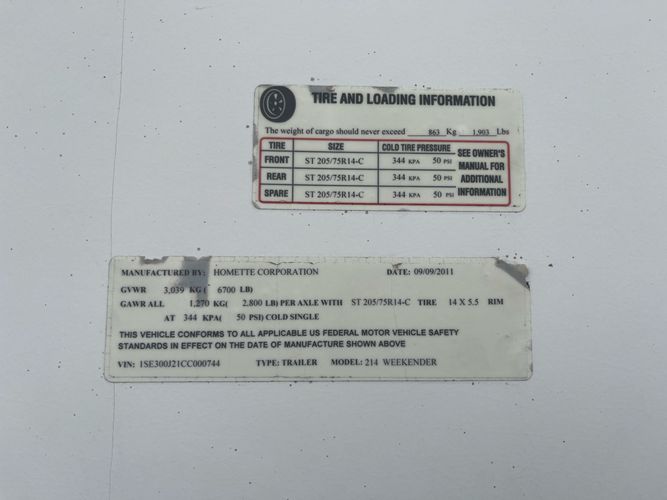 TIRE AND LOADING INFORMATION
The weight of cargo should never exceed 863 Kg 1,903 Lbs
TIRE SIZE COLD TIRE PRESSURE SEE OWNER'S MANUAL FOR ADDITIONAL INFORMATION
FRONT ST 205/75R14-C 344 KPA 50 PSI
REAR ST 205/75R14-C 344 KPA 50 PSI
SPARE ST 205/75R14-C 344 KPA 50 PSI
MANUFACTURED BY: HOMETTE CORPORATION DATE: 09/09/2011
GVWR 3,039 KG ( 6700 LB)
GAWR ALL 1,270 KG( 2,800 LB) PER AXLE WITH ST 205/75R14-C TIRE 14 X 5.5 RIM
AT 344 KPA( 50 PSI) COLD SINGLE
THIS VEHICLE CONFORMS TO ALL APPLICABLE US FEDERAL MOTOR VEHICLE SAFETY
STANDARDS IN EFFECT ON THE DATE OF MANUFACTURE SHOWN ABOVE
VIN: 1SE300J21CC000744 TYPE: TRAILER MODEL: 214 WEEKENDER